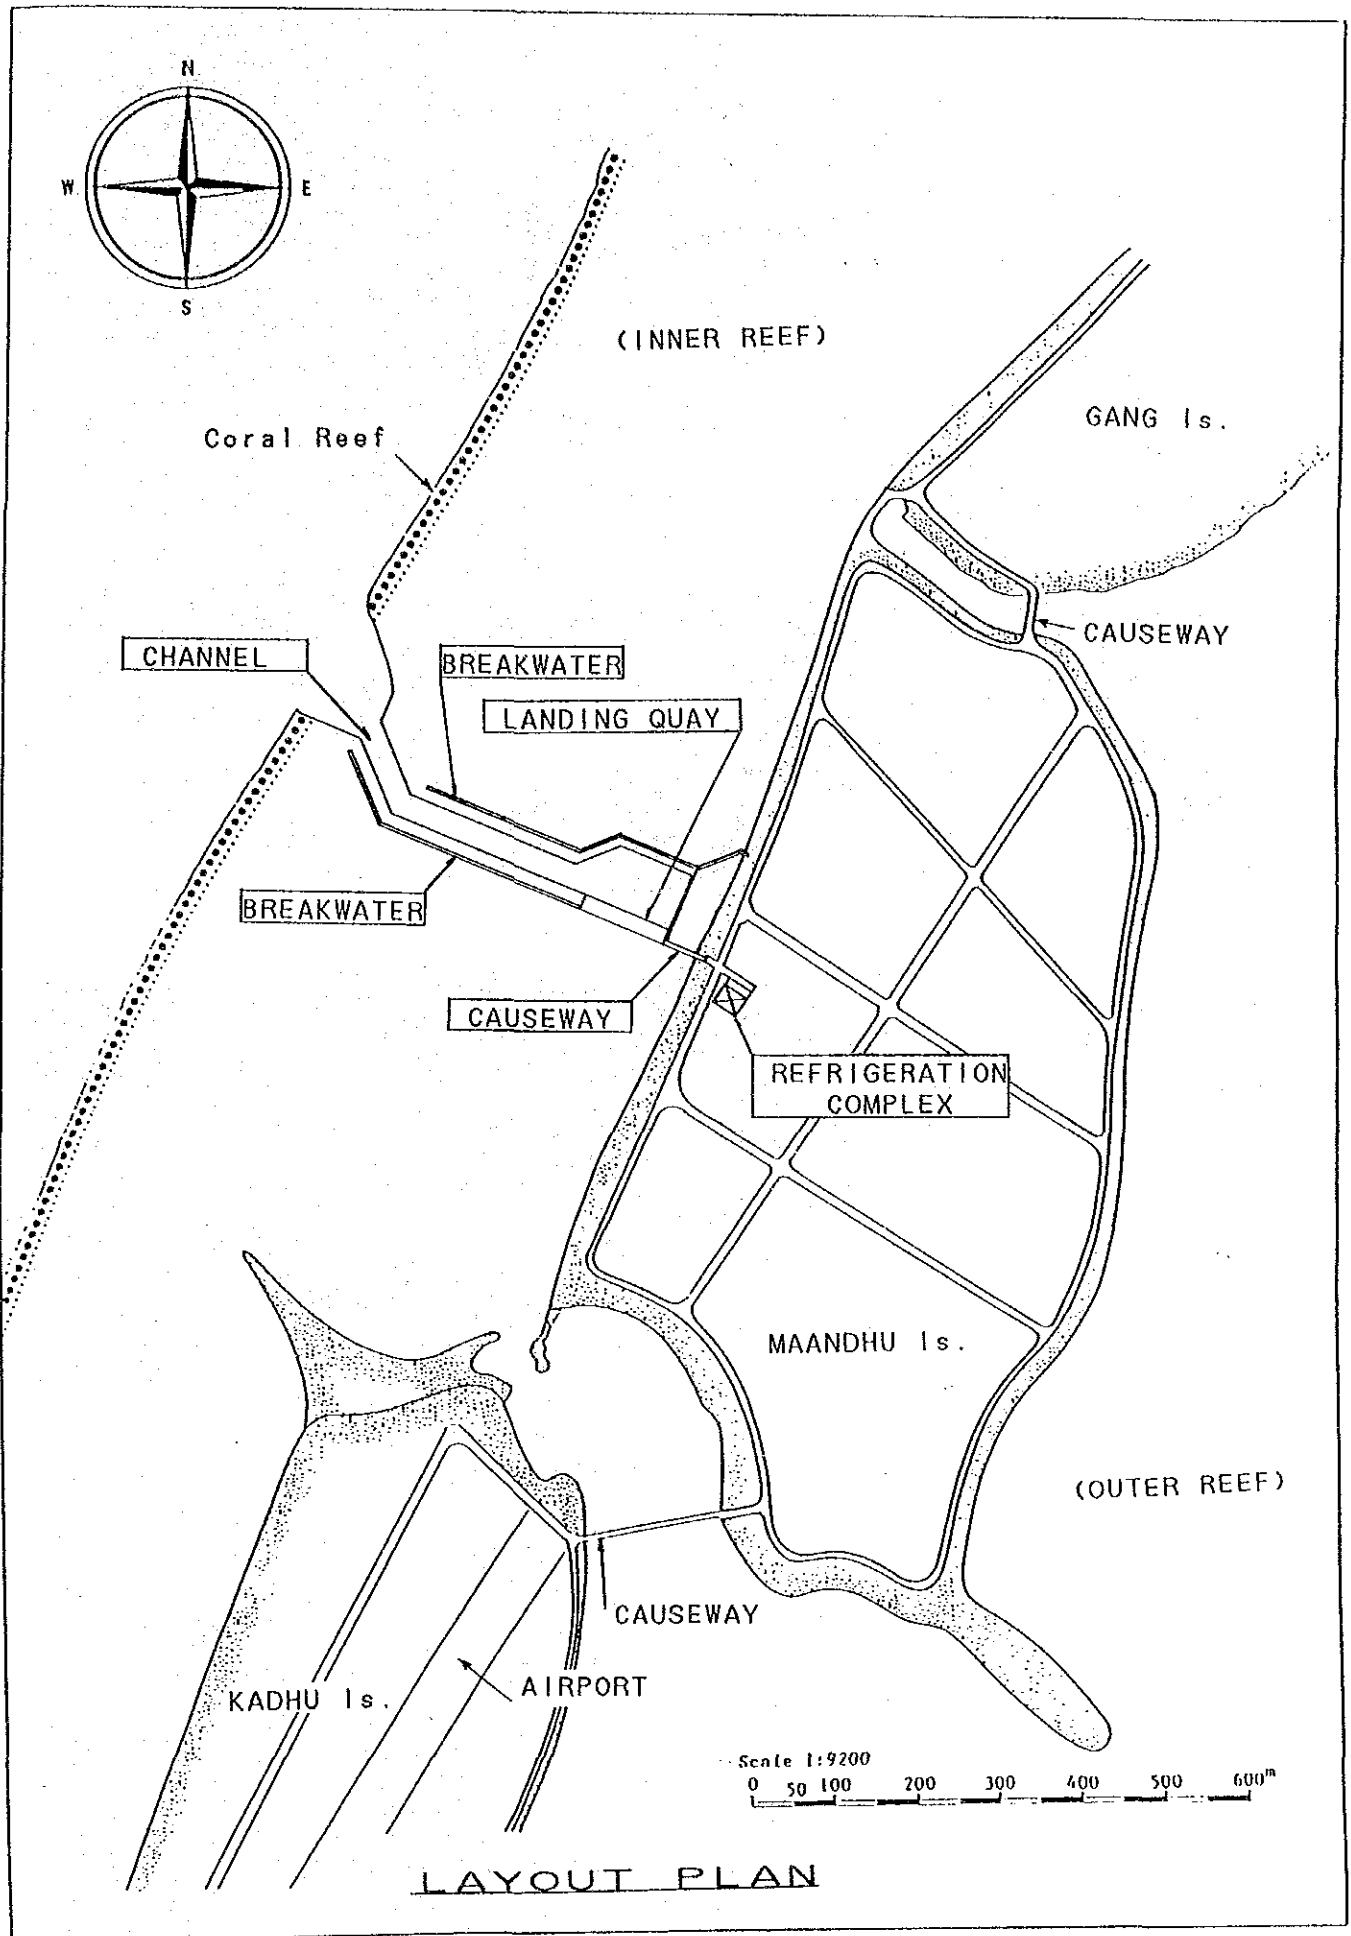 N
W
E
S
(INNER REEF)
GANG Is.
Coral Reef
CAUSEWAY
CHANNEL
BREAKWATER
LANDING QUAY
BREAKWATER
CAUSEWAY
REFRIGERATION
COMPLEX
MAANDHU Is.
(OUTER REEF)
CAUSEWAY
AIRPORT
KADHU Is.
Scale 1:9200
0 50 100 200 300 400 500 600m
LAYOUT PLAN